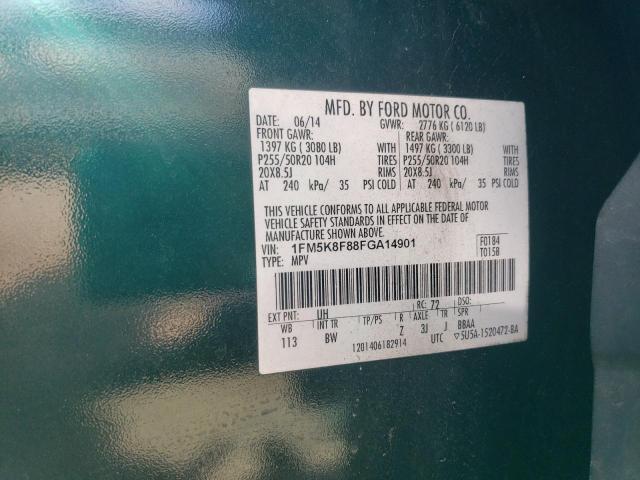 MFD. BY FORD MOTOR CO.
DATE: 06/14 GVWR: 2776 KG ( 6120 LB)
FRONT GAWR: REAR GAWR:
1397 KG ( 3080 LB) WITH 1497 KG ( 3300 LB) WITH
P255/50R20 104H TIRES P255/50R20 104H TIRES
20X8.5J RIMS 20X8.5J RIMS
AT 240 kPa/ 35 PSI COLD AT 240 kPa/ 35 PSI COLD
THIS VEHICLE CONFORMS TO ALL APPLICABLE FEDERAL MOTOR
VEHICLE SAFETY STANDARDS IN EFFECT ON THE DATE OF
MANUFACTURE SHOWN ABOVE.
VIN: 1FM5K8F88FGA14901 F0184
TYPE: MPV T0158
EXT PNT: UH RC: 72 DSO:
WB INT TR TP/PS R AXLE TR SPR
113 BW Z 3J J BBAA
1201406182914 UTC ▽5U5A-1520472-BA